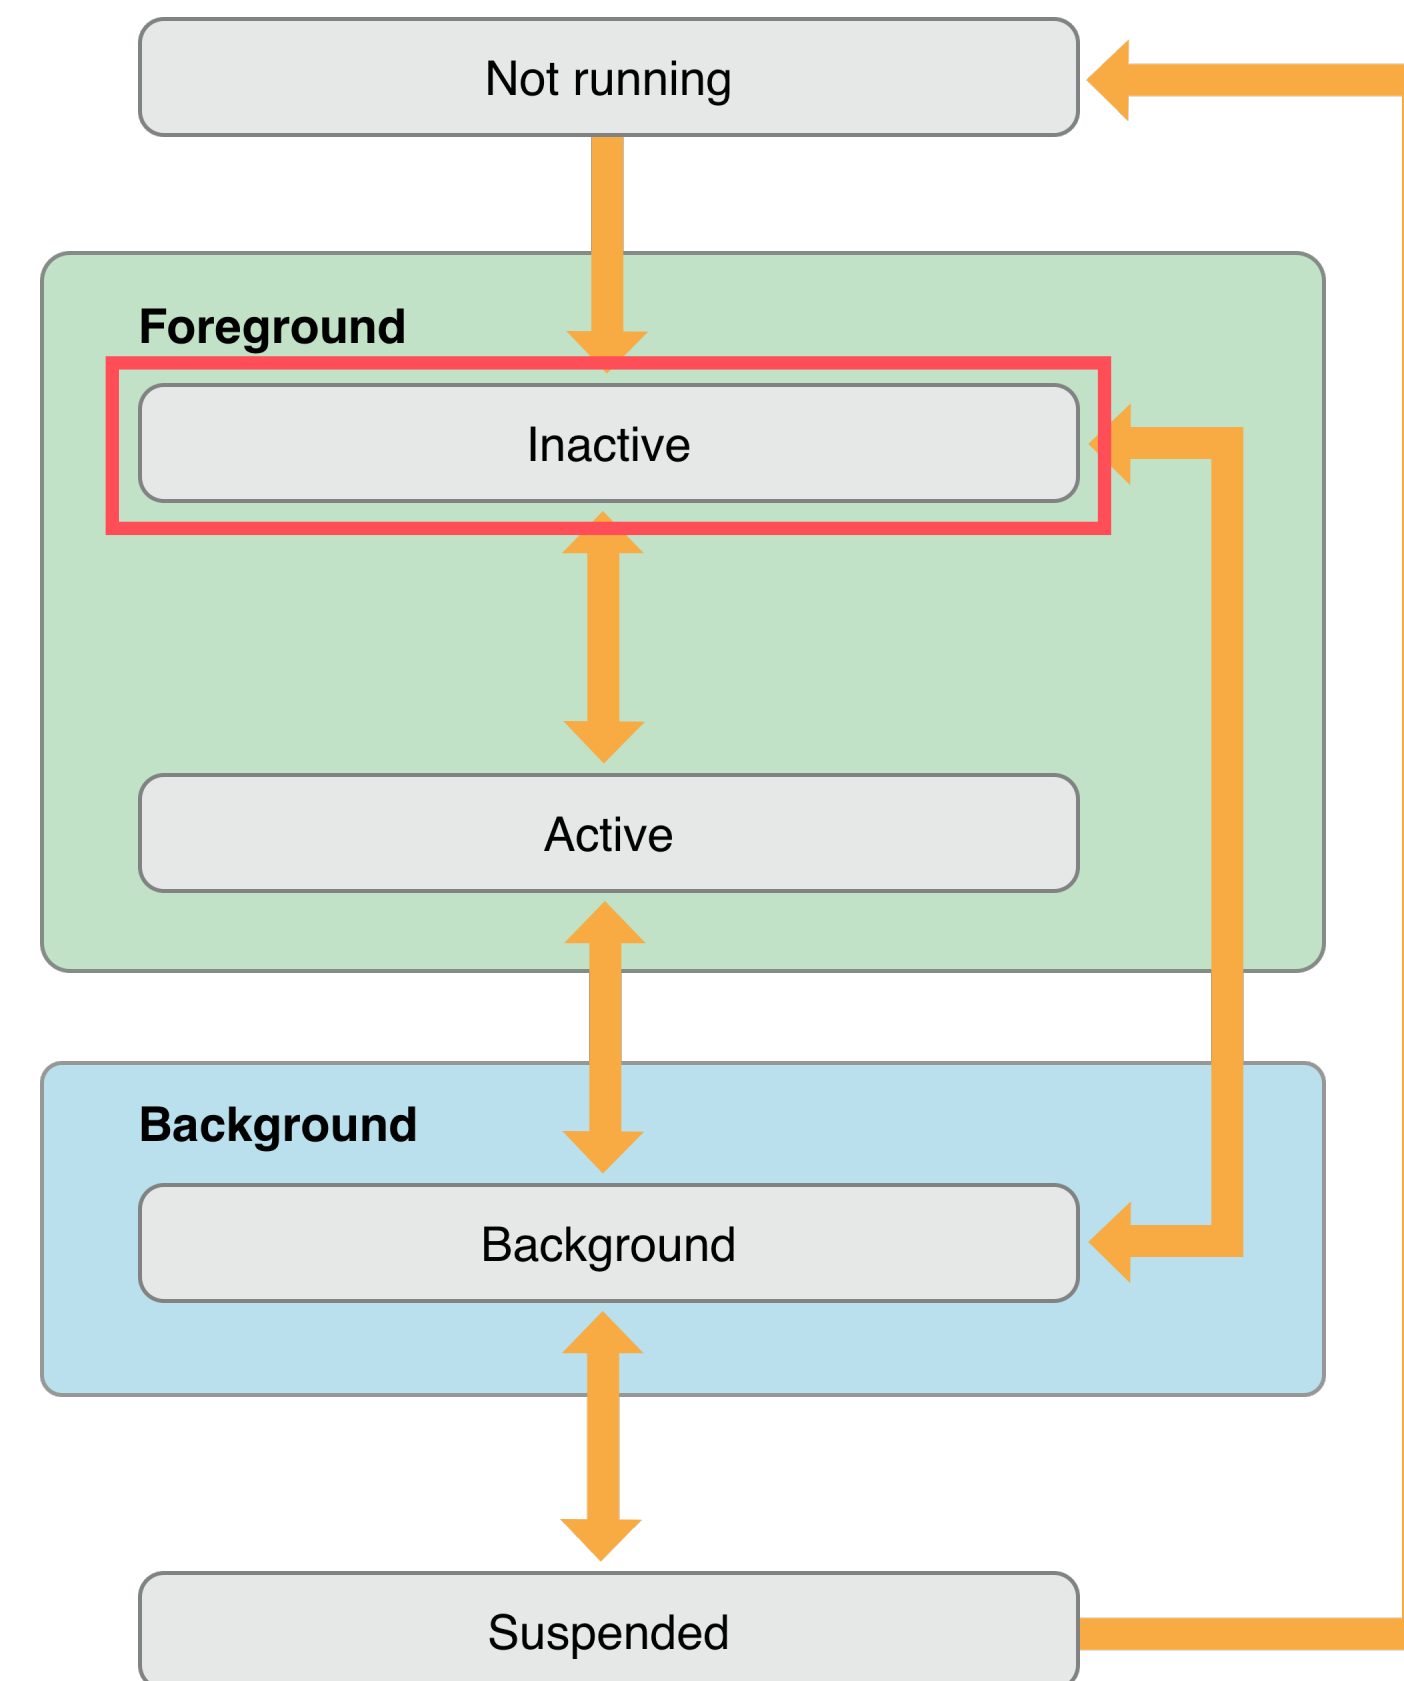 Not running
Foreground
Inactive
Active
Background
Background
Suspended